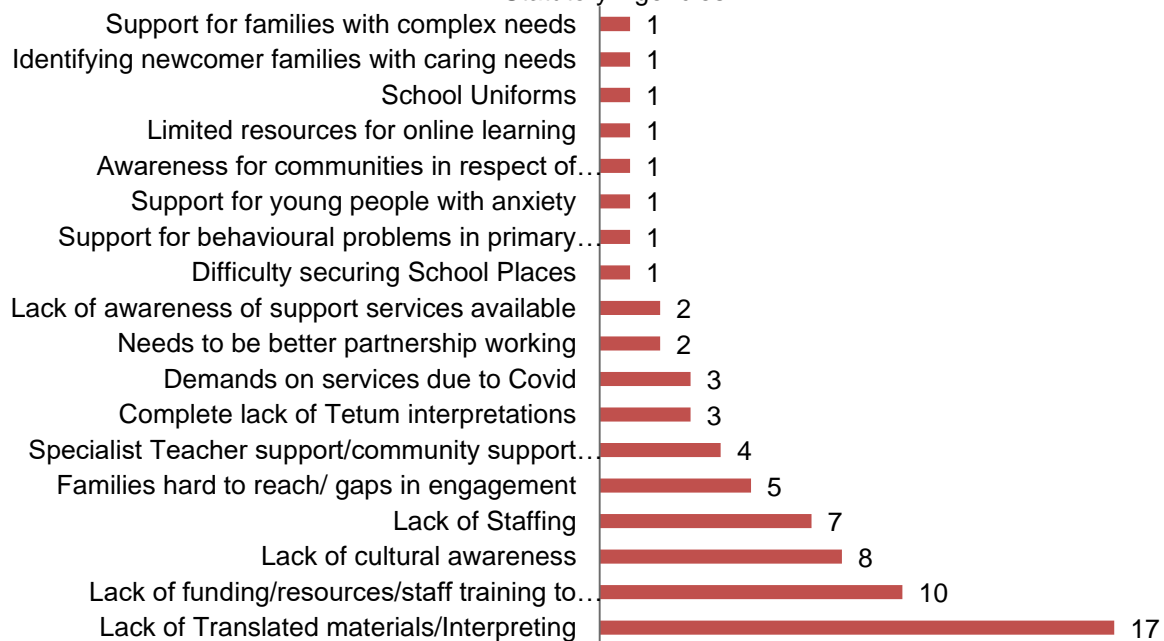 Support for families with complex needs 1
Identifying newcomer families with caring needs 1
School Uniforms 1
Limited resources for online learning 1
Awareness for communities in respect of… 1
Support for young people with anxiety 1
Support for behavioural problems in primary… 1
Difficulty securing School Places 1
Lack of awareness of support services available 2
Needs to be better partnership working 2
Demands on services due to Covid 3
Complete lack of Tetum interpretations 3
Specialist Teacher support/community support… 4
Families hard to reach/ gaps in engagement 5
Lack of Staffing 7
Lack of cultural awareness 8
Lack of funding/resources/staff training to… 10
Lack of Translated materials/Interpreting 17